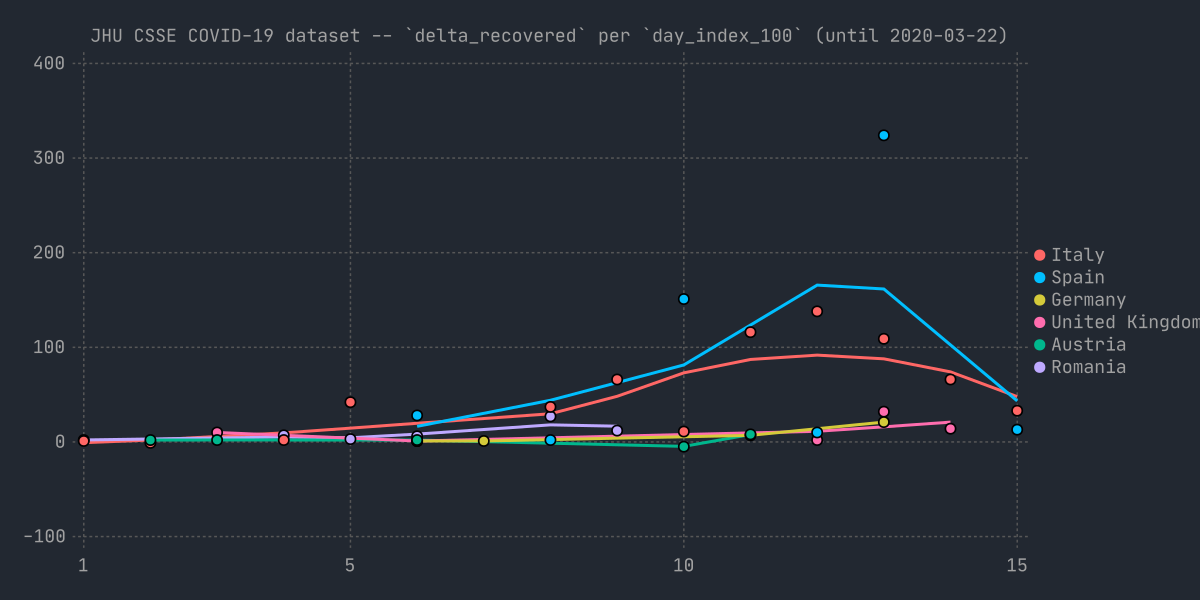 JHU CSSE COVID-19 dataset -- `delta_recovered` per `day_index_100` (until 2020-03-22)
400
300
200
100
0
-100
1
5
10
15
Italy
Spain
Germany
United Kingdom
Austria
Romania